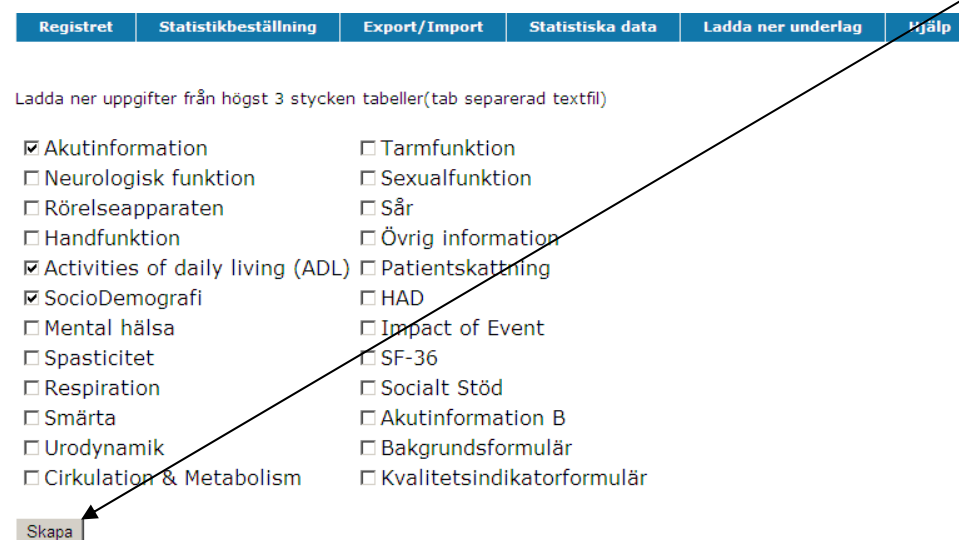 Registret Statistikbeställning Export/Import Statistiska data Ladda ner underlag Hjälp
Ladda ner uppgifter från högst 3 stycken tabeller(tab separerad textfil)
Akutinformation
Neurologisk funktion
Rörelseapparaten
Handfunktion
Activities of daily living (ADL)
SocioDemografi
Mental hälsa
Spasticitet
Respiration
Smärta
Urodynamik
Cirkulation & Metabolism
Tarmfunktion
Sexualfunktion
Sår
Övrig information
Patientskattning
HAD
Impact of Event
SF-36
Socialt Stöd
Akutinformation B
Bakgrundsformulär
Kvalitetsindikatorformulär
Skapa